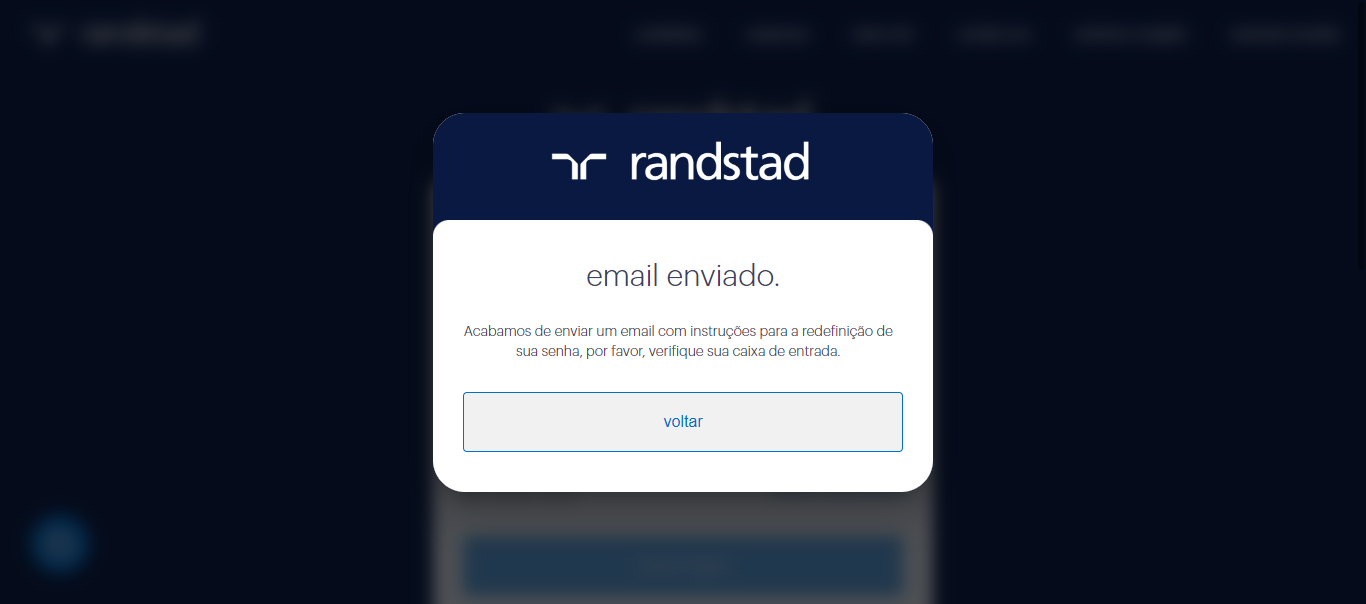 randstad
email enviado.
Acabamos de enviar um email com instruções para a redefinição de
sua senha, por favor, verifique sua caixa de entrada.
voltar